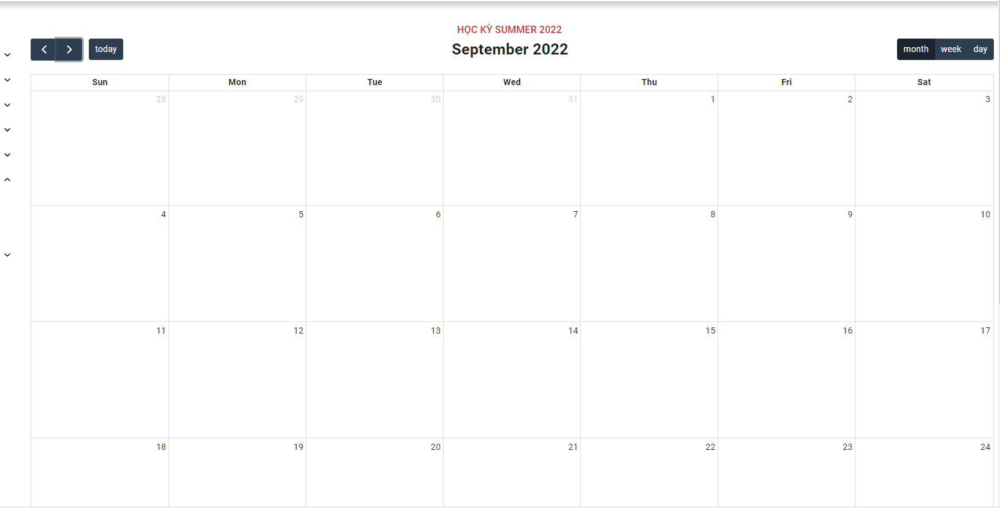 HỌC KỲ SUMMER 2022
today
September 2022
month week day
Sun Mon Tue Wed Thu Fri Sat
28 29 30 31 1 2 3
4 5 6 7 8 9 10
11 12 13 14 15 16 17
18 19 20 21 22 23 24